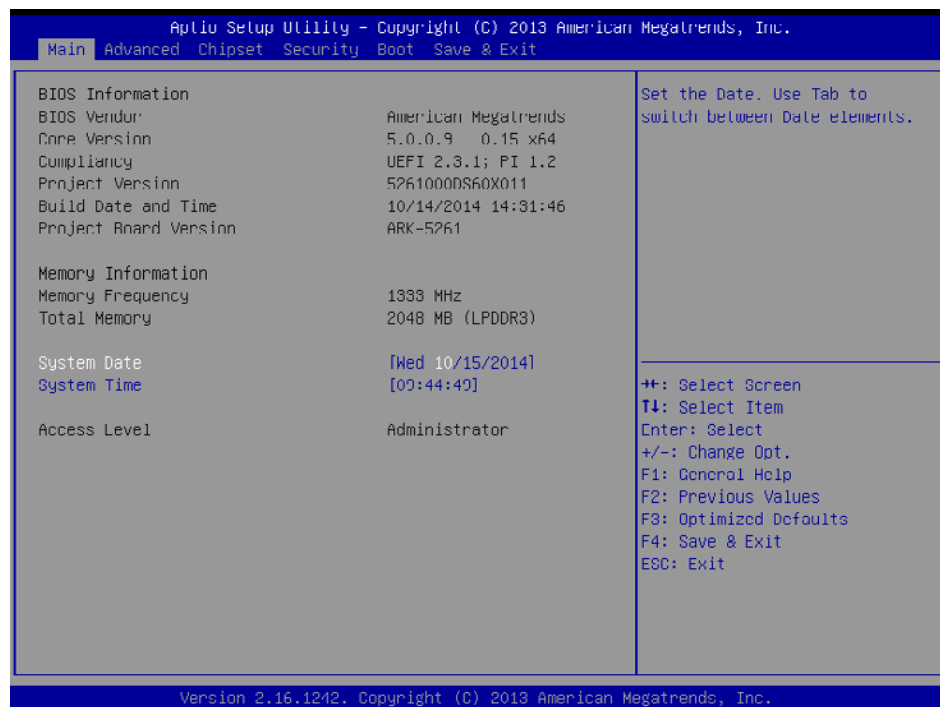 Aptio Setup Utility – Copyright (C) 2013 American Megatrends, Inc.
Main Advanced Chipset Security Boot Save & Exit
BIOS Information
BIOS Vendor American Megatrends
Core Version 5.0.0.9 0.15 x64
Compliancy UEFI 2.3.1; PI 1.2
Project Version 5261000DS60X011
Build Date and Time 10/14/2014 14:31:46
Project Board Version ARK-5261
Memory Information
Memory Frequency 1333 MHz
Total Memory 2048 MB (LPDDR3)
System Date [Wed 10/15/2014]
System Time [09:44:49]
Access Level Administrator
Set the Date. Use Tab to
switch between Date elements.
→←: Select Screen
↑↓: Select Item
Enter: Select
+/-: Change Opt.
F1: General Help
F2: Previous Values
F3: Optimized Defaults
F4: Save & Exit
ESC: Exit
Version 2.16.1242. Copyright (C) 2013 American Megatrends, Inc.